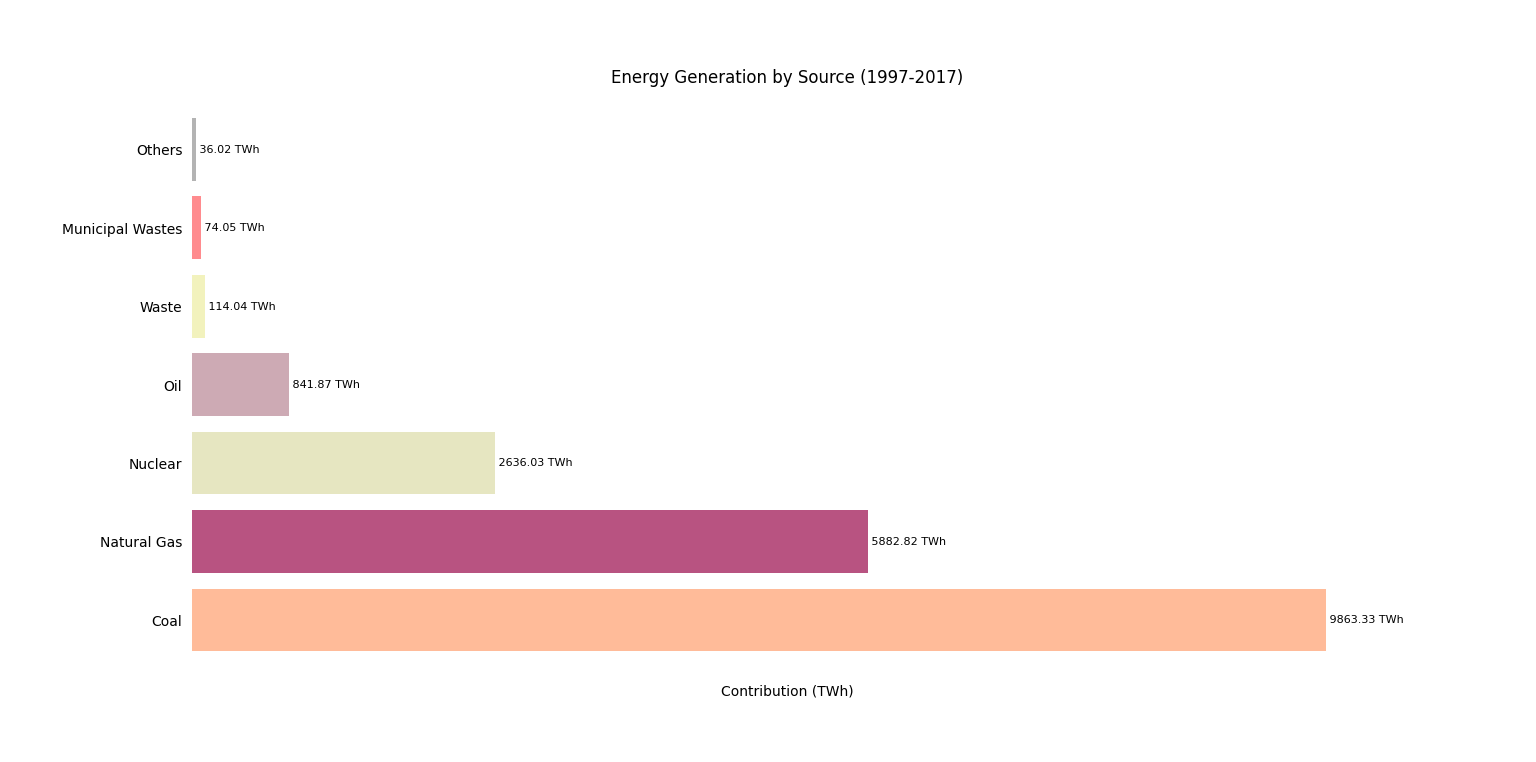 Energy Generation by Source (1997-2017)
Others
36.02 TWh
Municipal Wastes
74.05 TWh
Waste
114.04 TWh
Oil
841.87 TWh
Nuclear
2636.03 TWh
Natural Gas
5882.82 TWh
Coal
9863.33 TWh
Contribution (TWh)